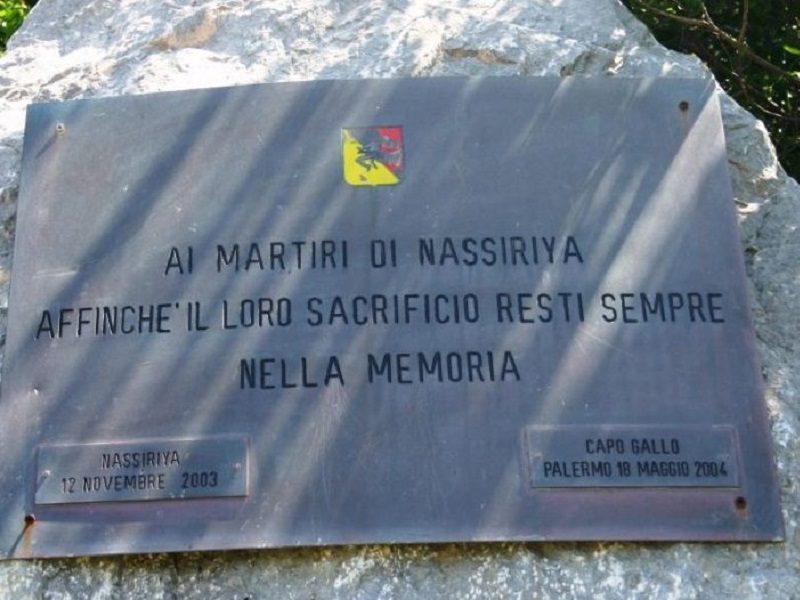 AI MARTIRI DI NASSIRIYA
AFFINCHE' IL LORO SACRIFICIO RESTI SEMPRE
NELLA MEMORIA
NASSIRIYA
12 NOVEMBRE 2003
CAPO GALLO
PALERMO 18 MAGGIO 2004